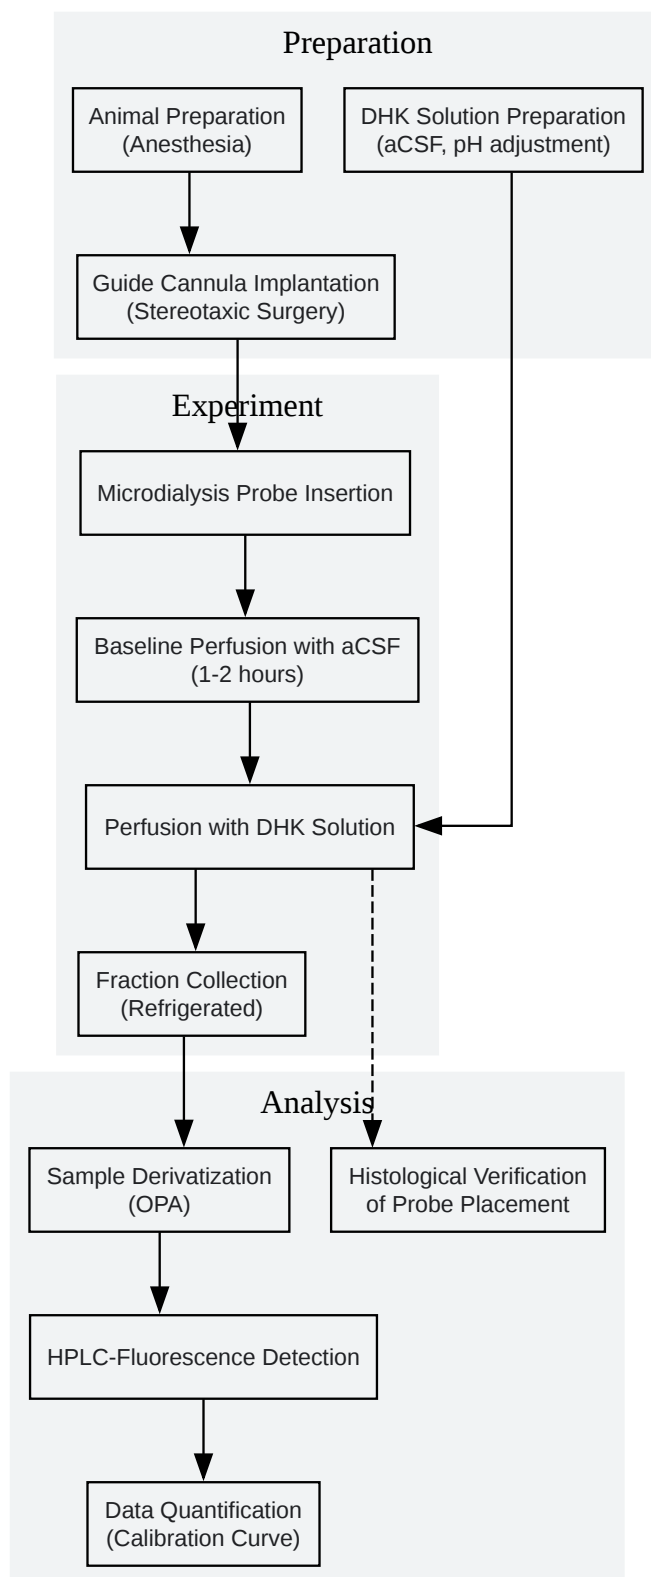 Preparation
Animal Preparation
(Anesthesia)
DHK Solution Preparation
(aCSF, pH adjustment)
Guide Cannula Implantation
(Stereotaxic Surgery)
Experiment
Microdialysis Probe Insertion
Baseline Perfusion with aCSF
(1-2 hours)
Perfusion with DHK Solution
Fraction Collection
(Refrigerated)
Analysis
Sample Derivatization
(OPA)
Histological Verification
of Probe Placement
HPLC-Fluorescence Detection
Data Quantification
(Calibration Curve)